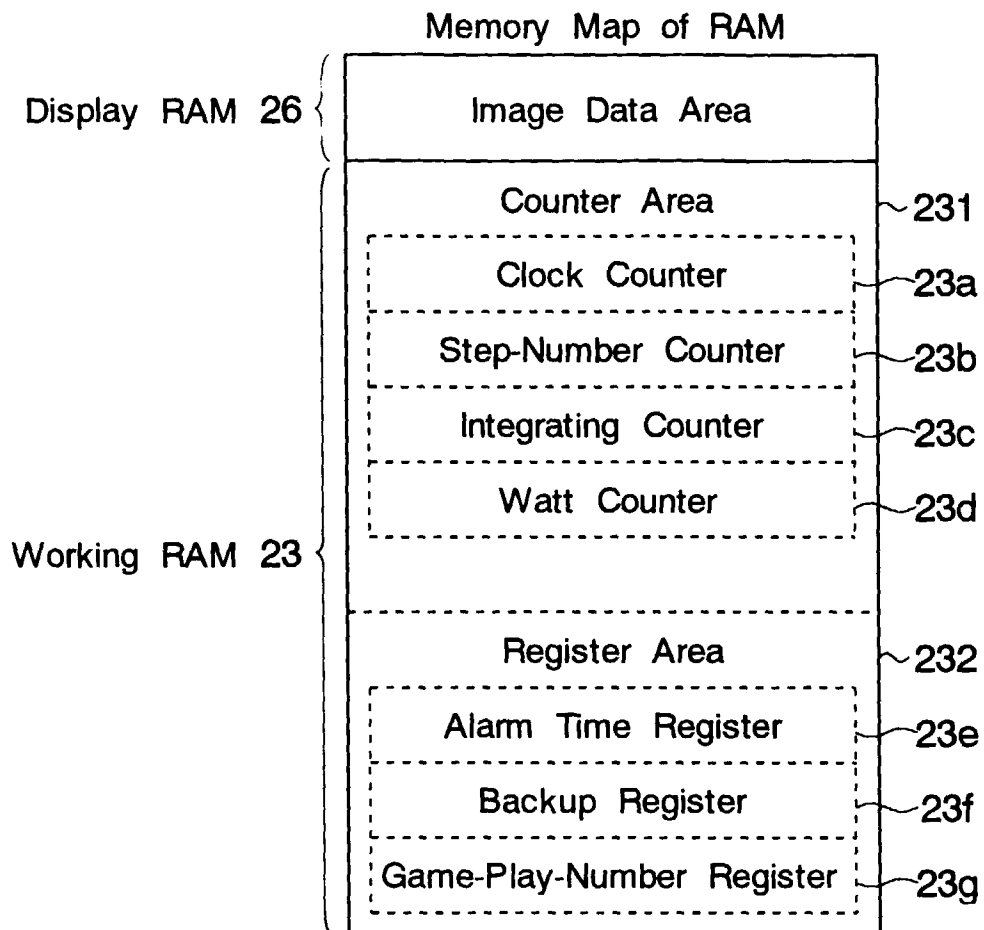 Memory Map of RAM
Display RAM 26
Image Data Area
Counter Area
231
Clock Counter
23a
Step-Number Counter
23b
Integrating Counter
23c
Watt Counter
23d
Working RAM 23
Register Area
232
Alarm Time Register
23e
Backup Register
23f
Game-Play-Number Register
23g